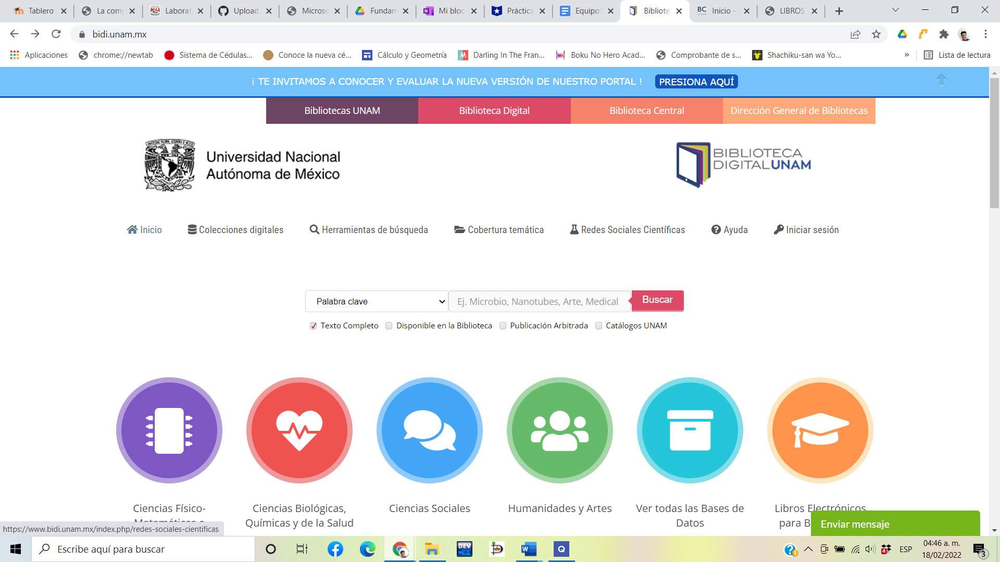 Tablero
La comp
Laborat
Upload
Microso
Fundam
Mi bloc
Práctica
Equipo
Bibliote
BC UNAM
Inicio -
LIBROS
bidi.unam.mx
Aplicaciones
chrome://newtab
Sistema de Cédulas...
Conoce la nueva cé...
Cálculo y Geometría
Darling In The Fran...
Boku No Hero Acad...
Comprobante de s...
Shachiku-san wa Yo...
»
Lista de lectura
¡ TE INVITAMOS A CONOCER Y EVALUAR LA NUEVA VERSIÓN DE NUESTRO PORTAL !
PRESIONA AQUÍ
Bibliotecas UNAM
Biblioteca Digital
Biblioteca Central
Dirección General de Bibliotecas
Universidad Nacional
Autónoma de México
BIBLIOTECA
DIGITALUNAM
Inicio
Colecciones digitales
Herramientas de búsqueda
Cobertura temática
Redes Sociales Científicas
Ayuda
Iniciar sesión
Palabra clave
Ej. Microbio, Nanotubes, Arte, Medical
Buscar
Texto Completo
Disponible en la Biblioteca
Publicación Arbitrada
Catálogos UNAM
Ciencias Físico-
Ciencias Biológicas,
Químicas y de la Salud
Ciencias Sociales
Humanidades y Artes
Ver todas las Bases de
Datos
Libros Electrónicos
para B
Enviar mensaje
https://www.bidi.unam.mx/index.php/redes-sociales-cientificas
Escribe aquí para buscar
DEV
W
Q
4
ESP
04:46 a. m.
18/02/2022
3